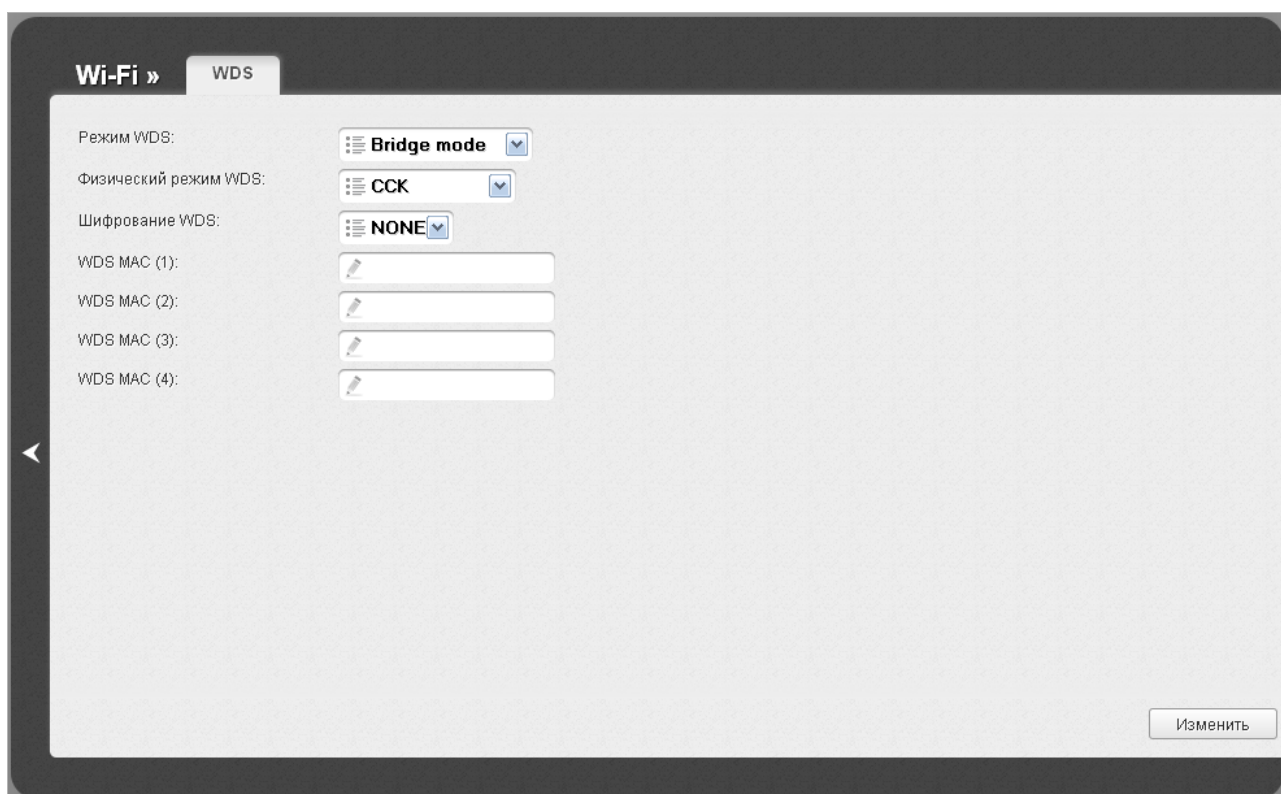 Wi-Fi » WDS
Режим WDS: Bridge mode
Физический режим WDS: CCK
Шифрование WDS: NONE
WDS MAC (1):
WDS MAC (2):
WDS MAC (3):
WDS MAC (4):
Изменить